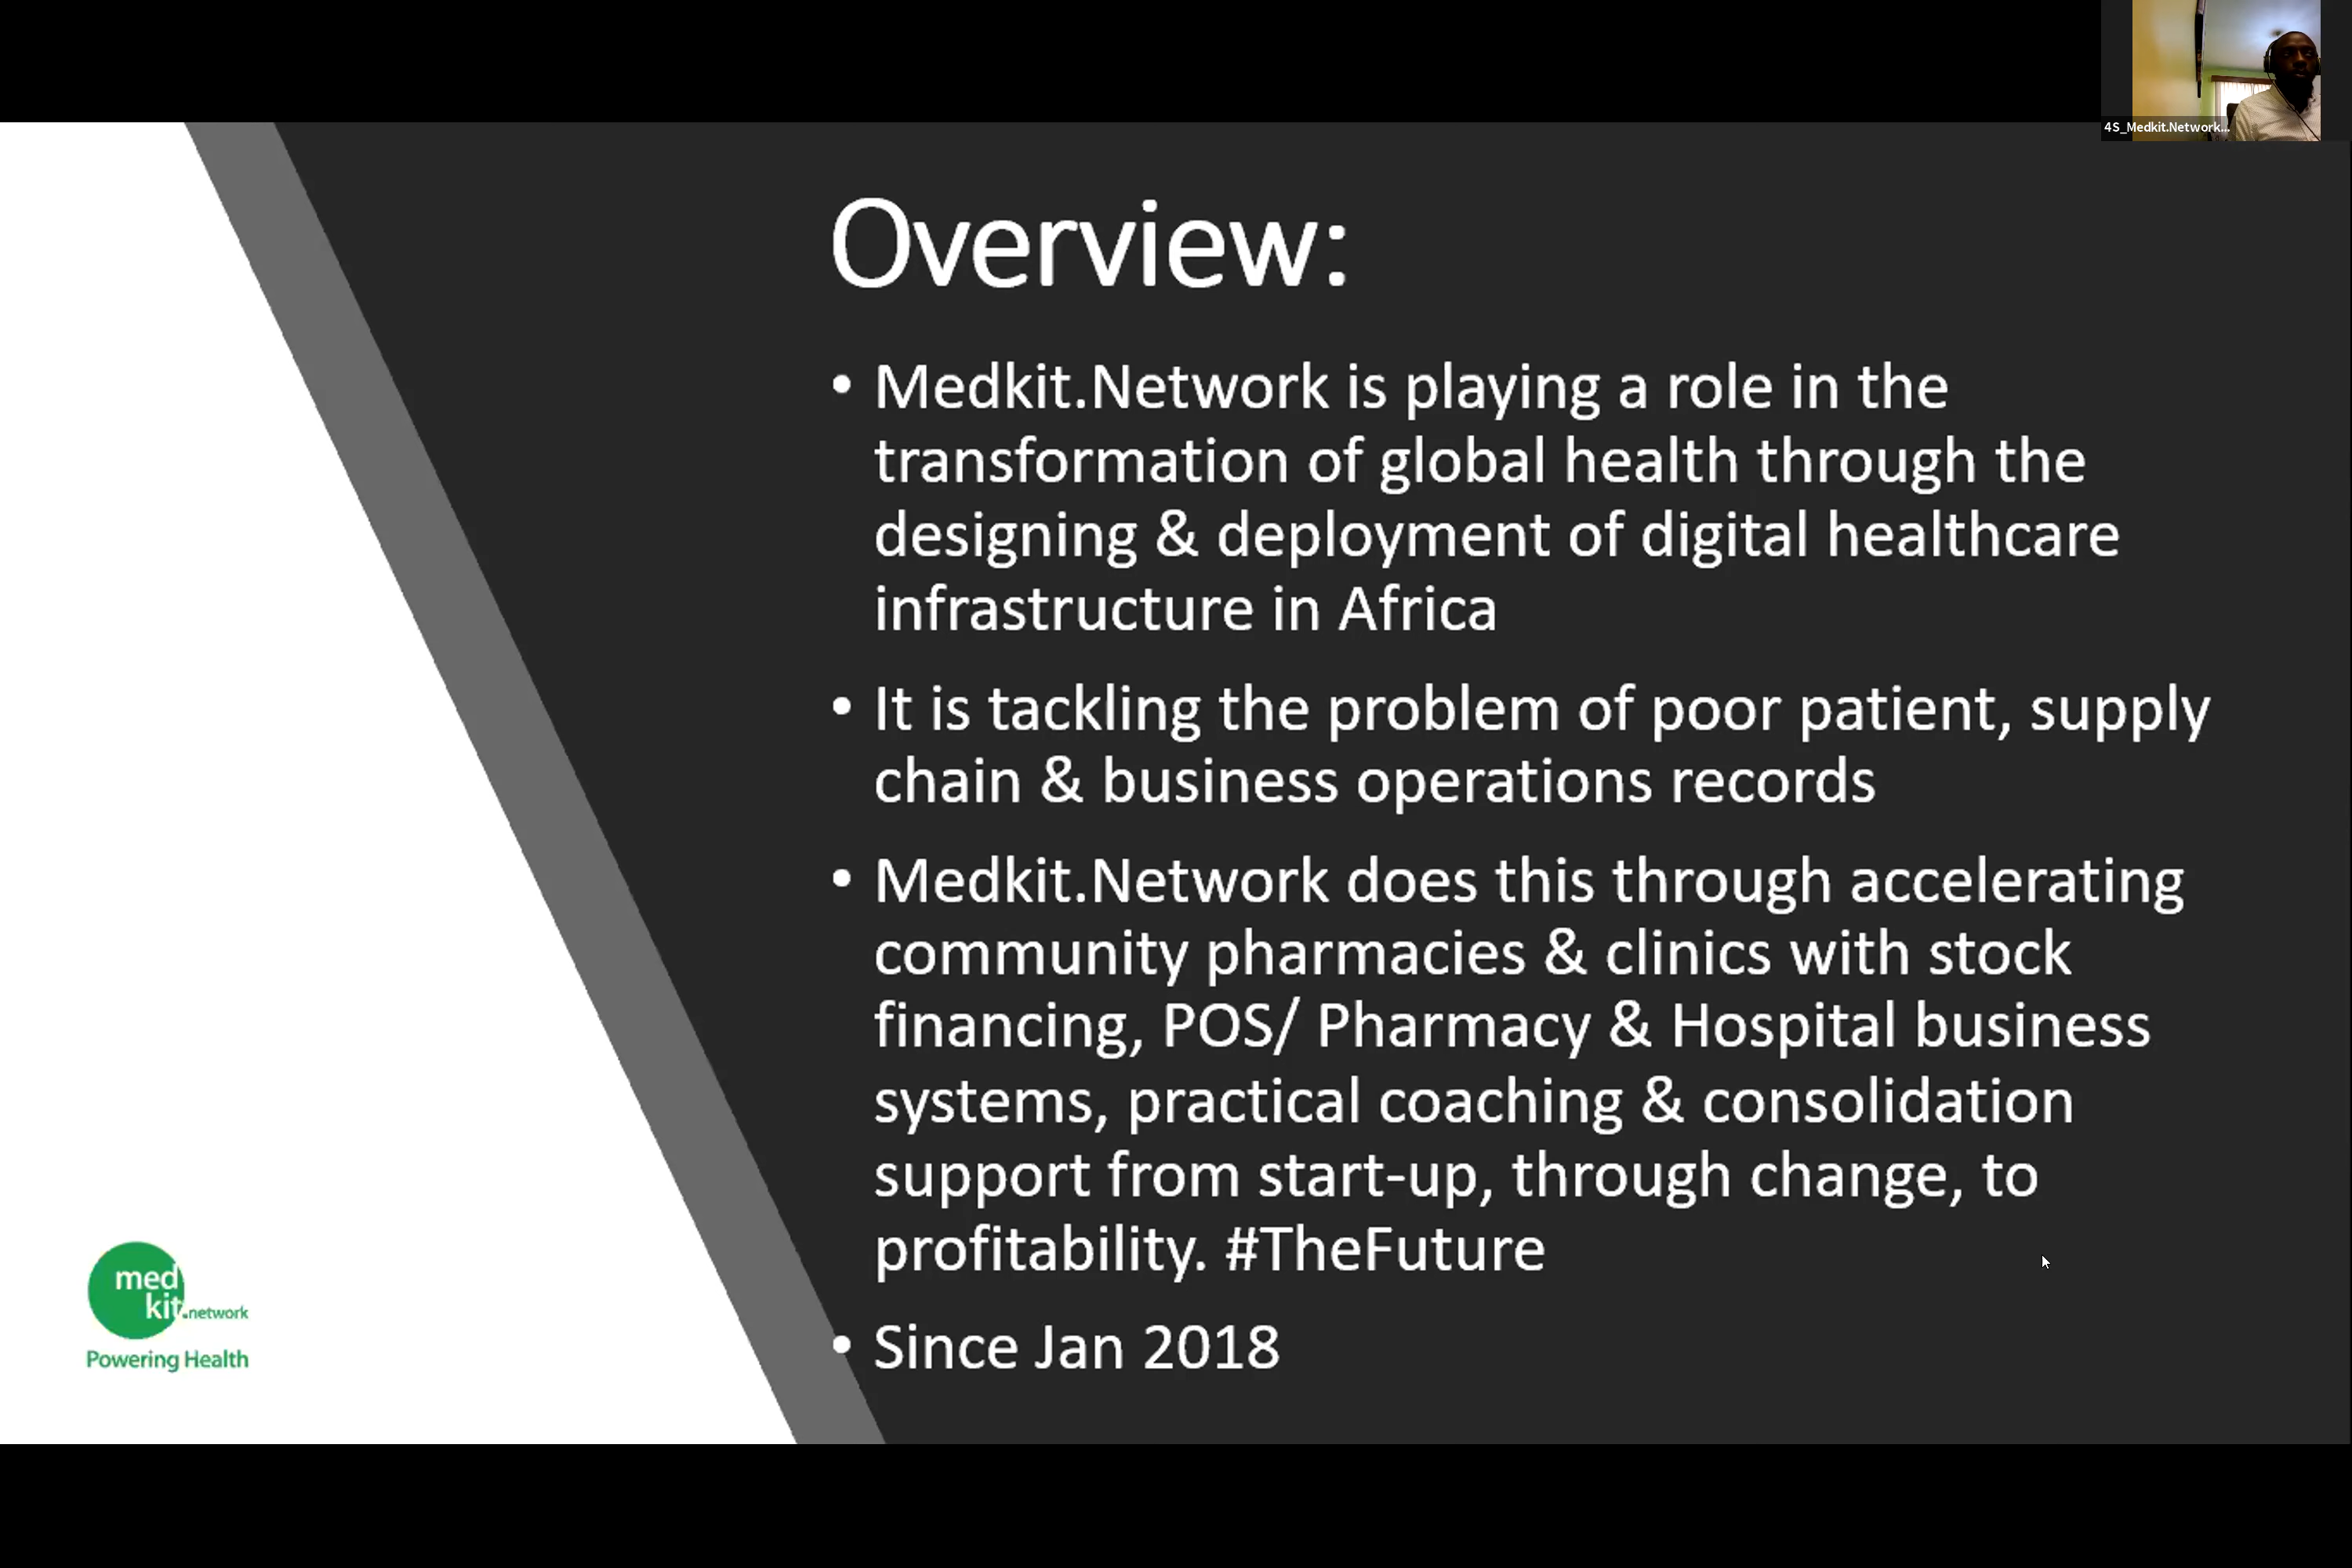 4S_Medkit.Network...
Overview:
• Medkit.Network is playing a role in the
transformation of global health through the
designing & deployment of digital healthcare
infrastructure in Africa
• It is tackling the problem of poor patient, supply
chain & business operations records
• Medkit.Network does this through accelerating
community pharmacies & clinics with stock
financing, POS/ Pharmacy & Hospital business
systems, practical coaching & consolidation
support from start-up, through change, to
profitability. #TheFuture
• Since Jan 2018
med
kit.network
Powering Health